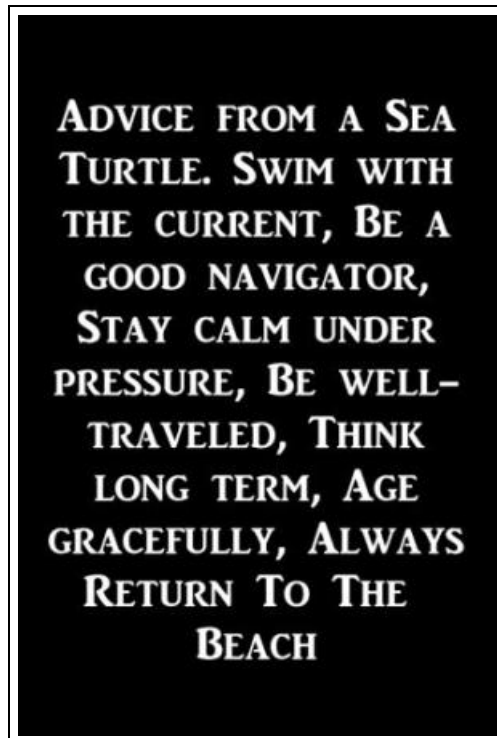 Advice from a Sea
Turtle. Swim with
the current, Be a
good navigator,
Stay calm under
pressure, Be well-
traveled, Think
long term, Age
gracefully, Always
Return To The
Beach